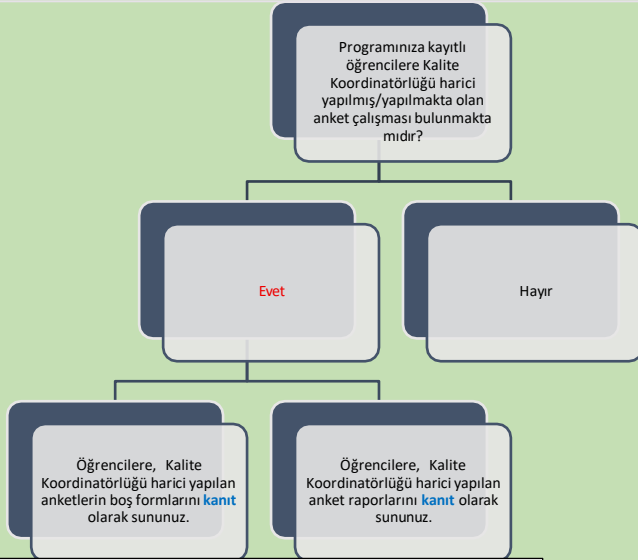 Programınıza kayıtlı
öğrencilere Kalite
Koordinatörlüğü harici
yapılmış/yapılmakta olan
anket çalışması bulunmakta
mıdır?
Evet
Hayır
Öğrencilere, Kalite
Koordinatörlüğü harici yapılan
anketlerin boş formlarını kanıt
olarak sununuz.
Öğrencilere, Kalite
Koordinatörlüğü harici yapılan
anket raporlarını kanıt olarak
sununuz.